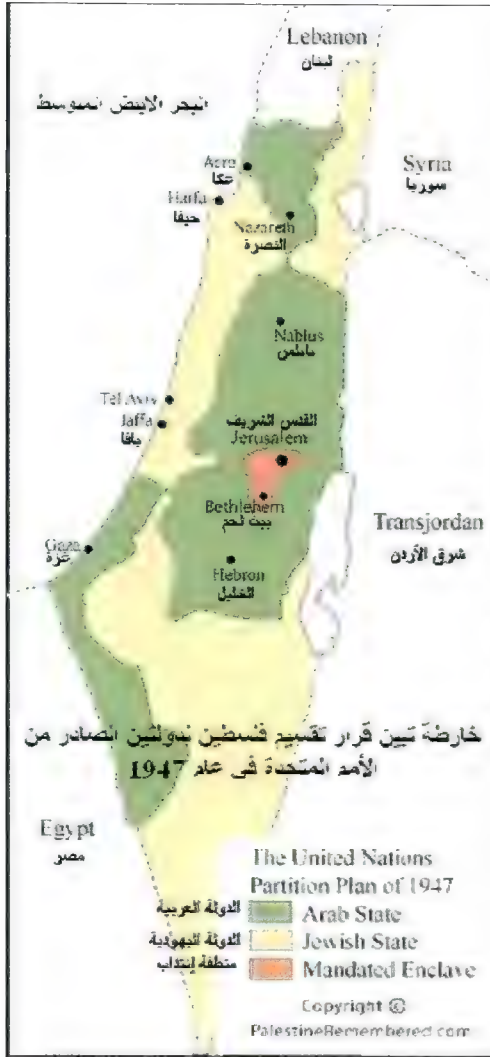 Lebanon
لبنان
البحر الابيض المتوسط
Acre
عكا
Syria
سوريا
Haifa
حيفا
Nazareth
النصرة
Nablus
نابلس
Tel Aviv
Jaffa
يافا
القدس الشريف
Jerusalem
Bethlehem
بيت لحم
Transjordan
شرق الأردن
Gaza
غزة
Hebron
الخليل
خارطة تبين قرار تقسيم فلسطين لدولتين الصادر من
الأمم المتحدة في عام 1947
Egypt
مصر
The United Nations
Partition Plan of 1947
الدولة العربية Arab State
الدولة اليهودية Jewish State
منطقة إنتداب Mandated Enclave
Copyright ©
PalestineRemembered.com